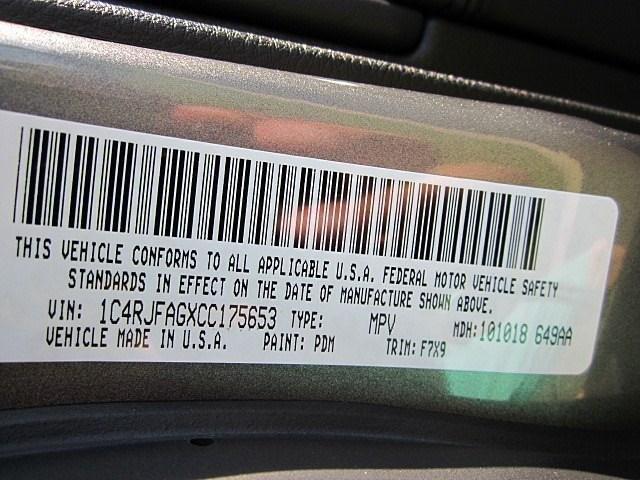 THIS VEHICLE CONFORMS TO ALL APPLICABLE U.S.A. FEDERAL MOTOR VEHICLE SAFETY
STANDARDS IN EFFECT ON THE DATE OF MANUFACTURE SHOWN ABOVE.
VIN: 1C4RJFAGXCC175653 TYPE: MPV MDH:101018 649AA
VEHICLE MADE IN U.S.A. PAINT: PDM TRIM: F7X9